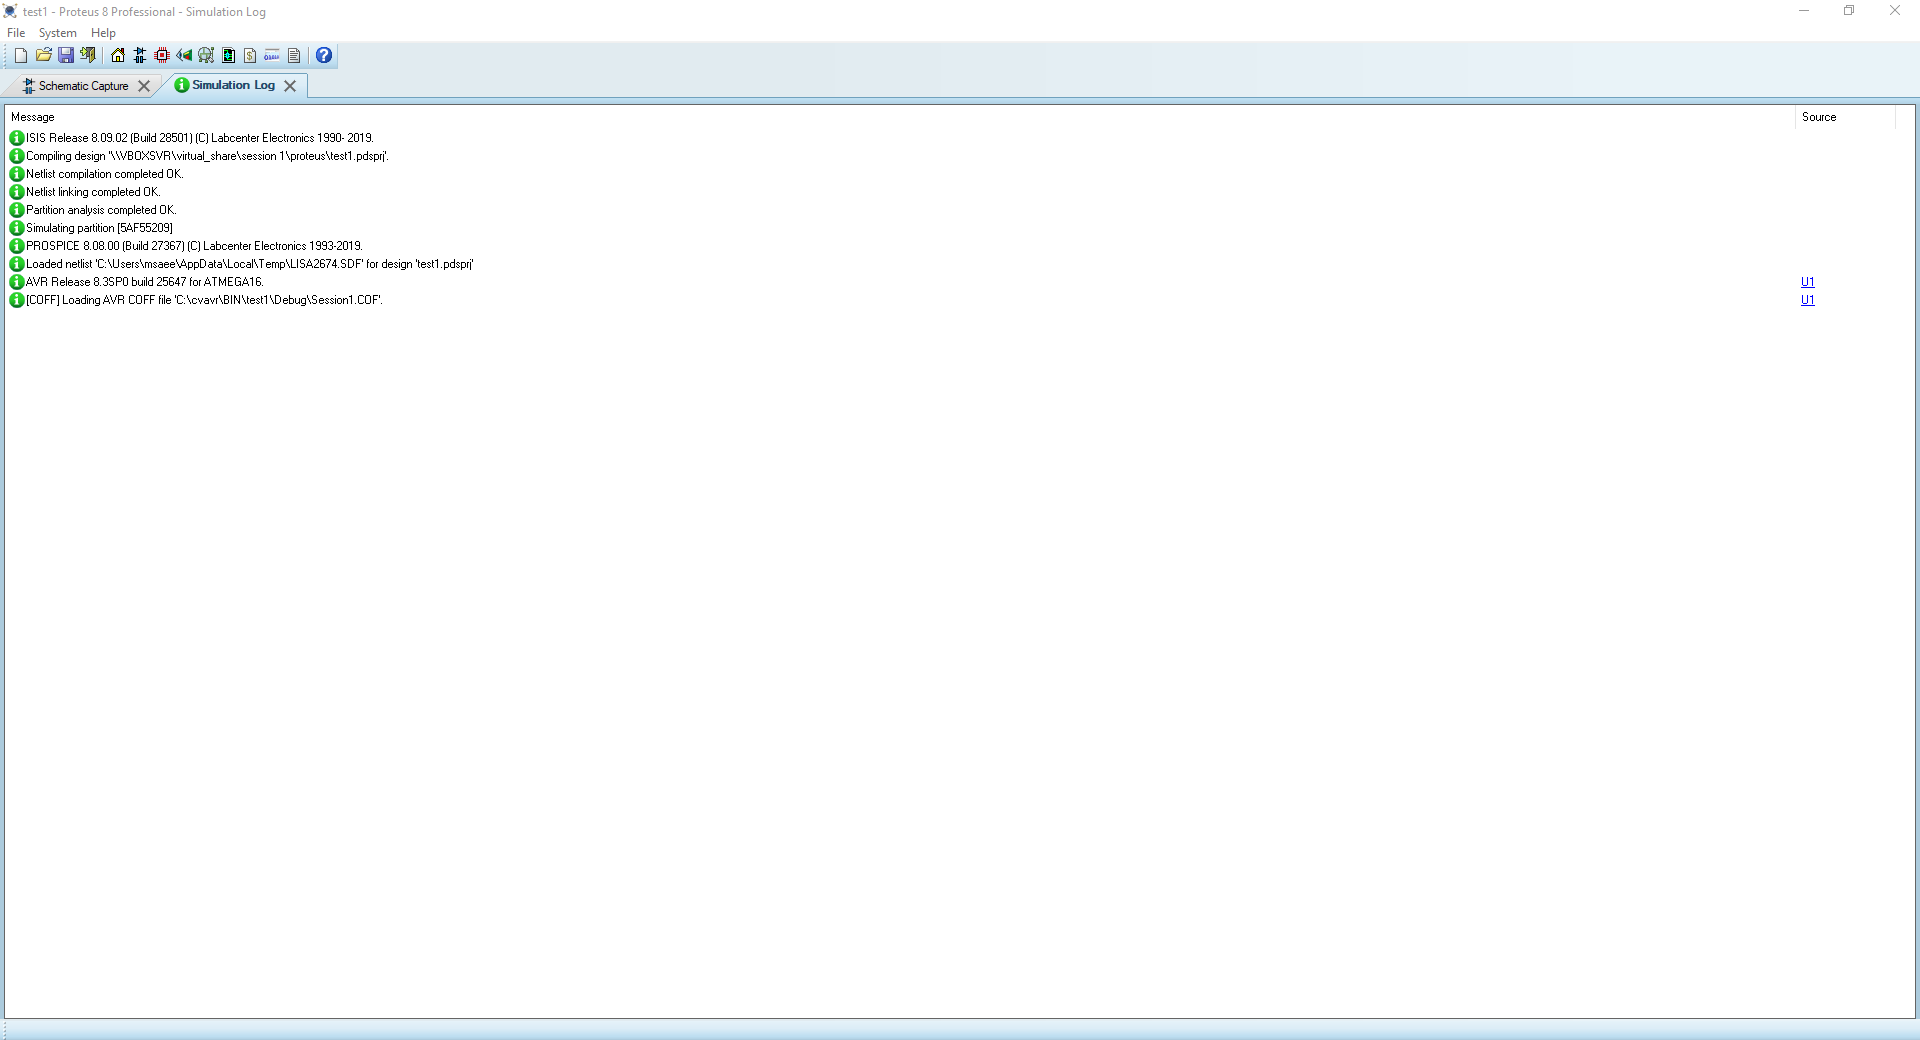 test1 - Proteus 8 Professional - Simulation Log
File System Help
Schematic Capture
Simulation Log
Message Source
ISIS Release 8.09.02 (Build 28501) (C) Labcenter Electronics 1990- 2019.
Compiling design '\\VBOXSVR\virtual_share\session 1\proteus\test1.pdsprj'.
Netlist compilation completed OK.
Netlist linking completed OK.
Partition analysis completed OK.
Simulating partition [5AF55209]
PROSPICE 8.08.00 (Build 27367) (C) Labcenter Electronics 1993-2019.
Loaded netlist 'C:\Users\msaee\AppData\Local\Temp\LISA2674.SDF' for design 'test1.pdsprj'
AVR Release 8.3SP0 build 25647 for ATMEGA16. U1
[COFF] Loading AVR COFF file 'C:\cvavr\BIN\test1\Debug\Session1.COF'. U1